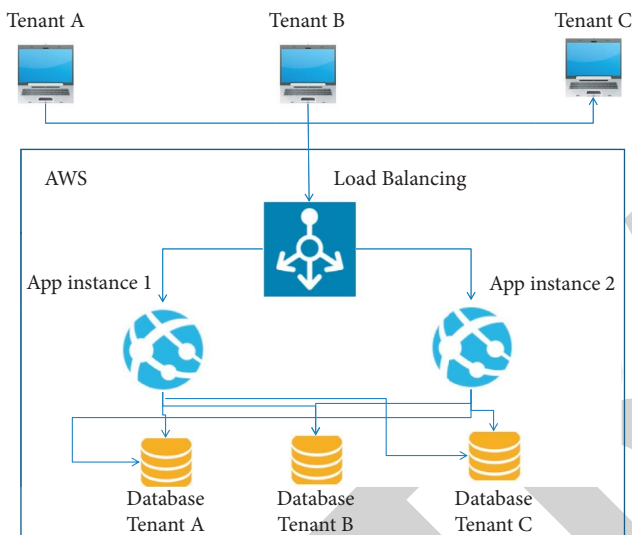 Tenant A
Tenant B
Tenant C
AWS
Load Balancing
App instance 1
App instance 2
Database
Tenant A
Database
Tenant B
Database
Tenant C